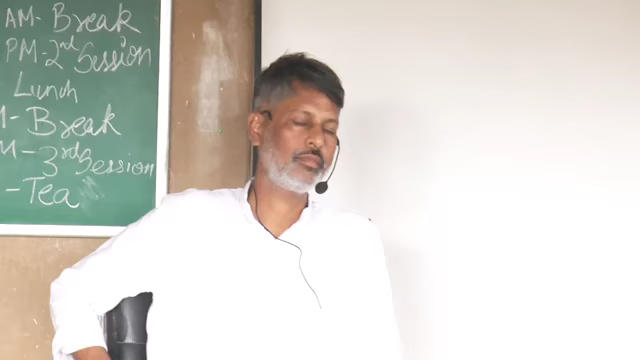 AM - Break
PM - 2nd Session
Lunch
- Break
M - 3rd Session
- Tea